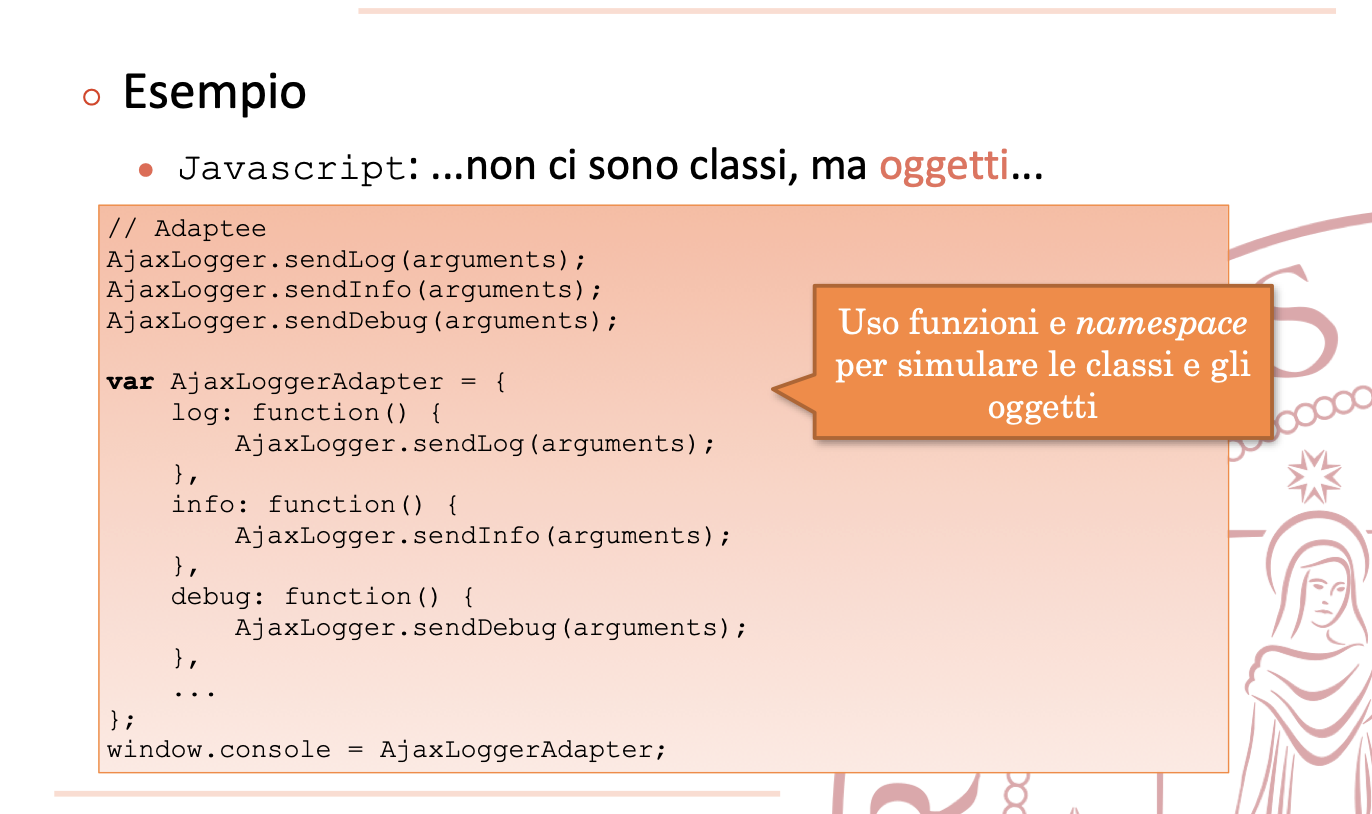 Esempio
Javascript: ...non ci sono classi, ma oggetti...
// Adaptee
AjaxLogger.sendLog(arguments);
AjaxLogger.sendInfo(arguments);
AjaxLogger.sendDebug(arguments);
var AjaxLoggerAdapter = {
log: function() {
AjaxLogger.sendLog(arguments);
},
info: function() {
AjaxLogger.sendInfo(arguments);
},
debug: function() {
AjaxLogger.sendDebug(arguments);
},
...
};
window.console = AjaxLoggerAdapter;
Uso funzioni e namespace
per simulare le classi e gli
oggetti